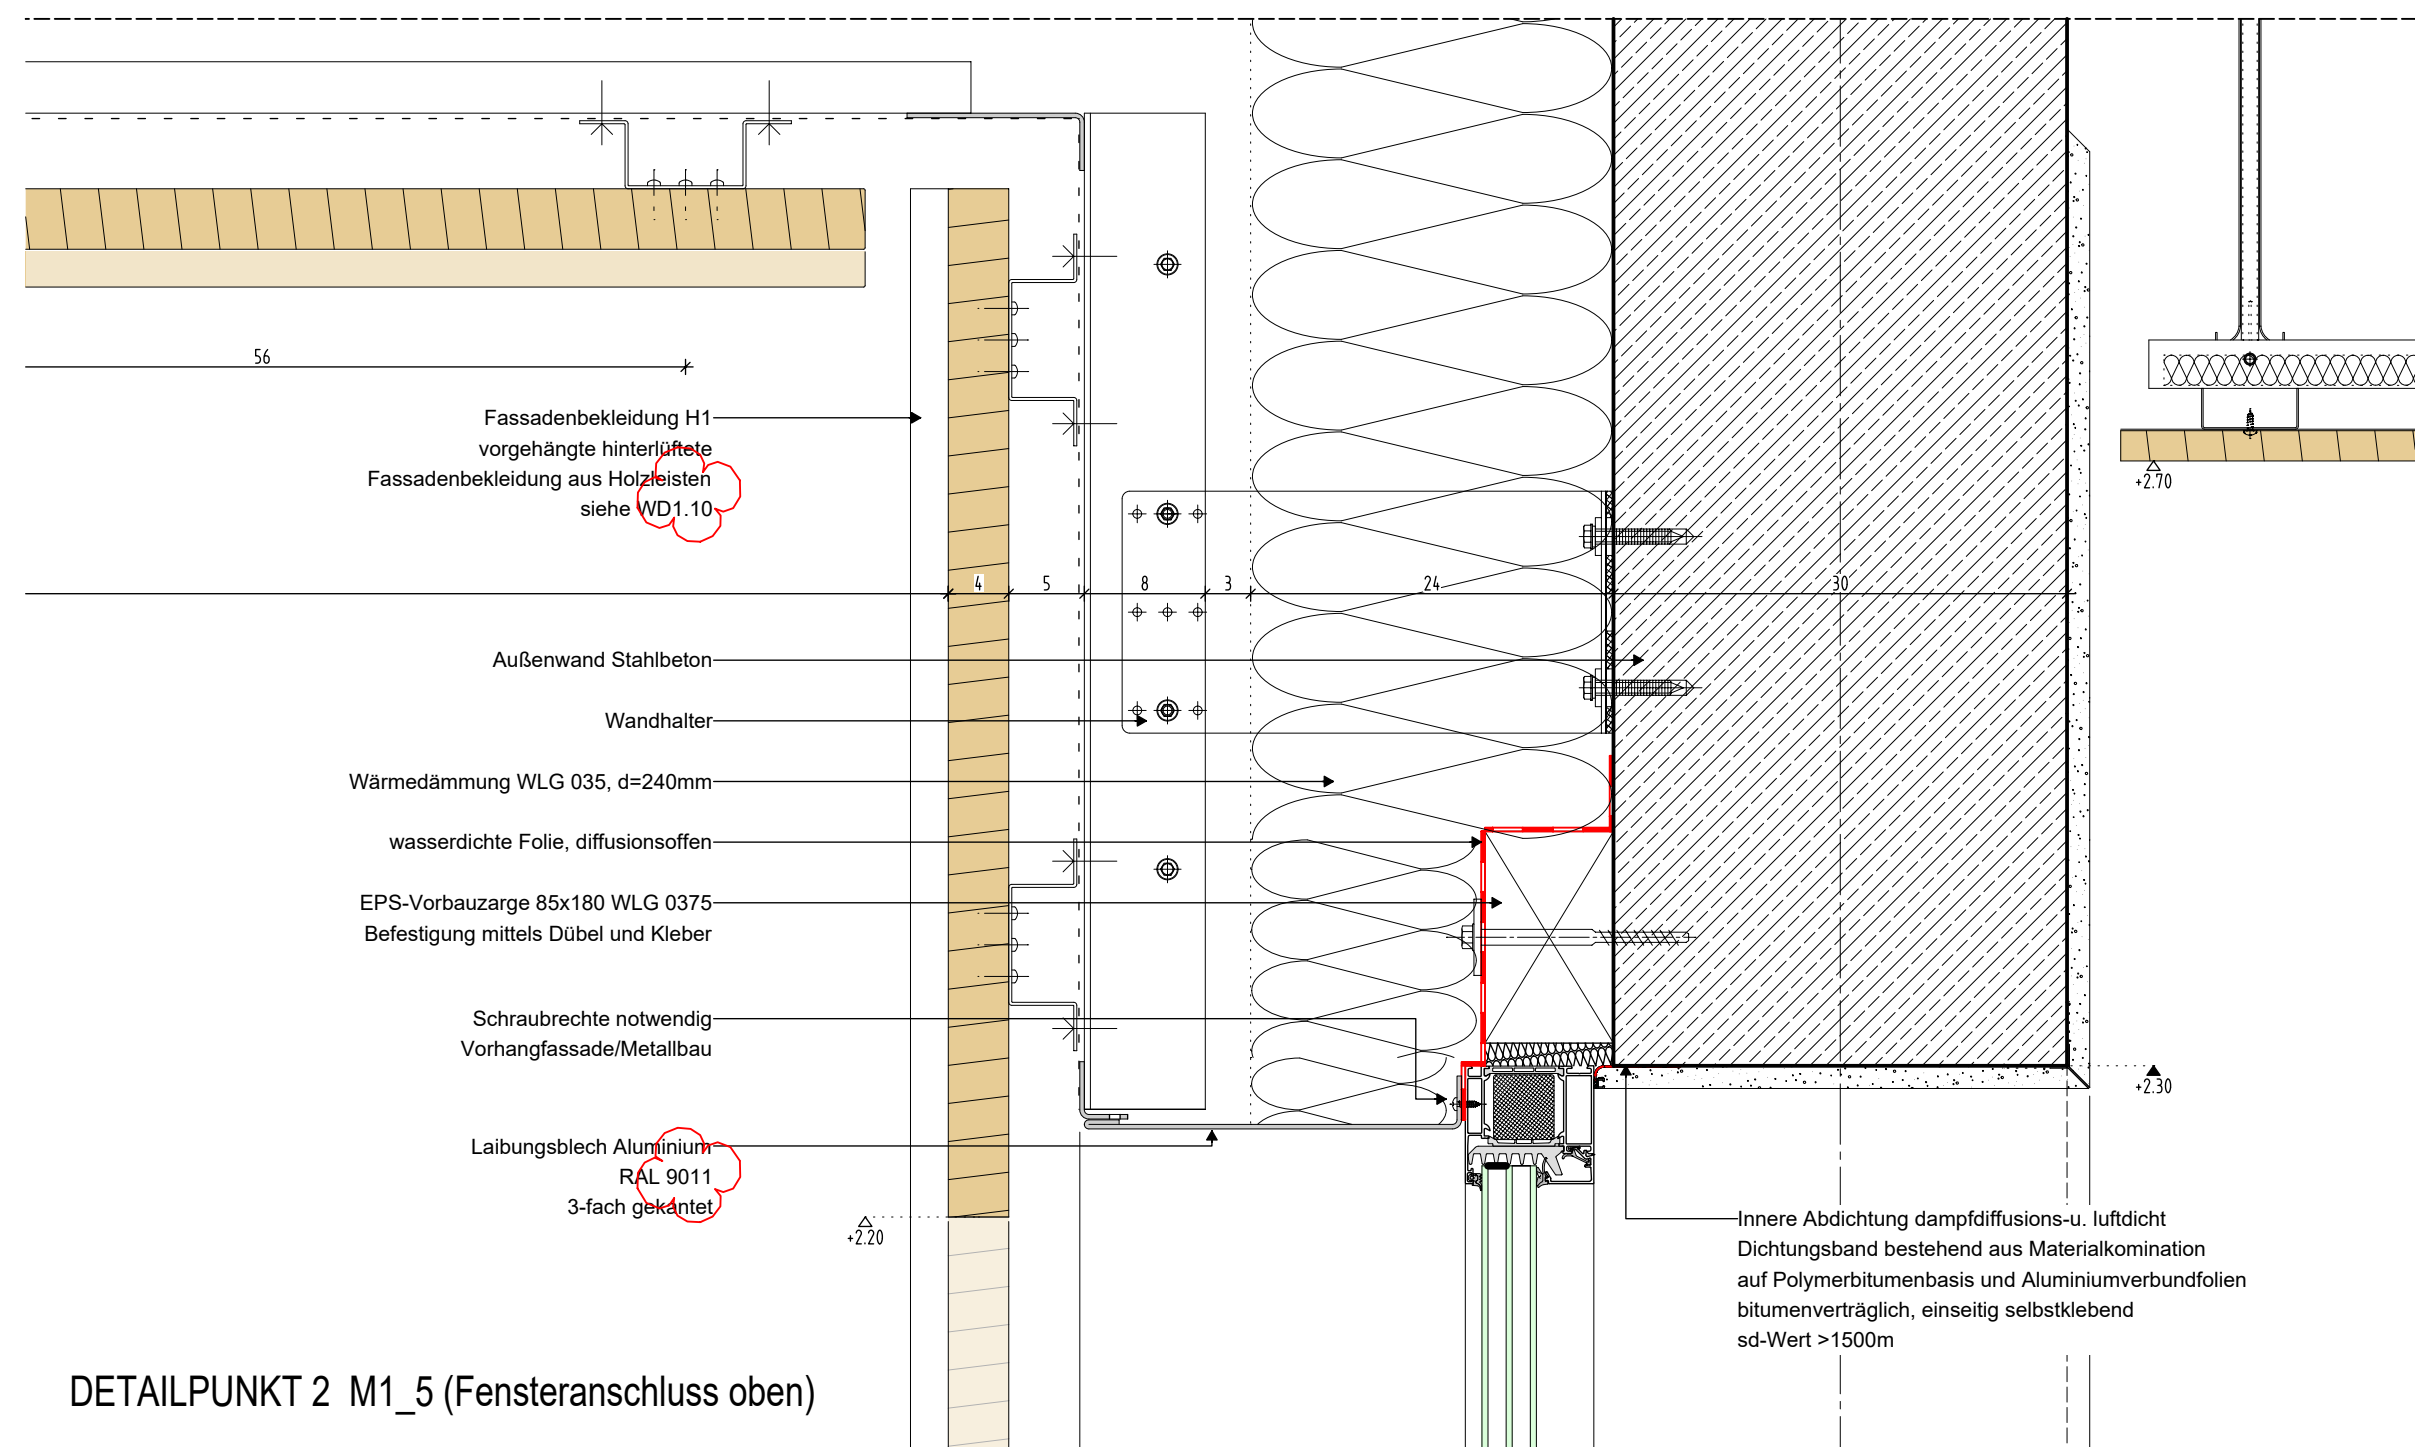 56
Fassadenbekleidung H1
vorgehängte hinterlüftete
Fassadenbekleidung aus Holzleisten
siehe WD1.10
+2.70
4 5 8 3 24 30
Außenwand Stahlbeton
Wandhalter
Wärmedämmung WLG 035, d=240mm
wasserdichte Folie, diffusionsoffen
EPS-Vorbauzarge 85x180 WLG 0375
Befestigung mittels Dübel und Kleber
Schraubrechte notwendig
Vorhangfassade/Metallbau
+2.30
Laibungsblech Aluminium
RAL 9011
3-fach gekantet
+2.20
Innere Abdichtung dampfdiffusions-u. luftdicht
Dichtungsband bestehend aus Materialkomination
auf Polymerbitumenbasis und Aluminiumverbundfolien
bitumenverträglich, einseitig selbstklebend
sd-Wert >1500m
DETAILPUNKT 2 M1_5 (Fensteranschluss oben)